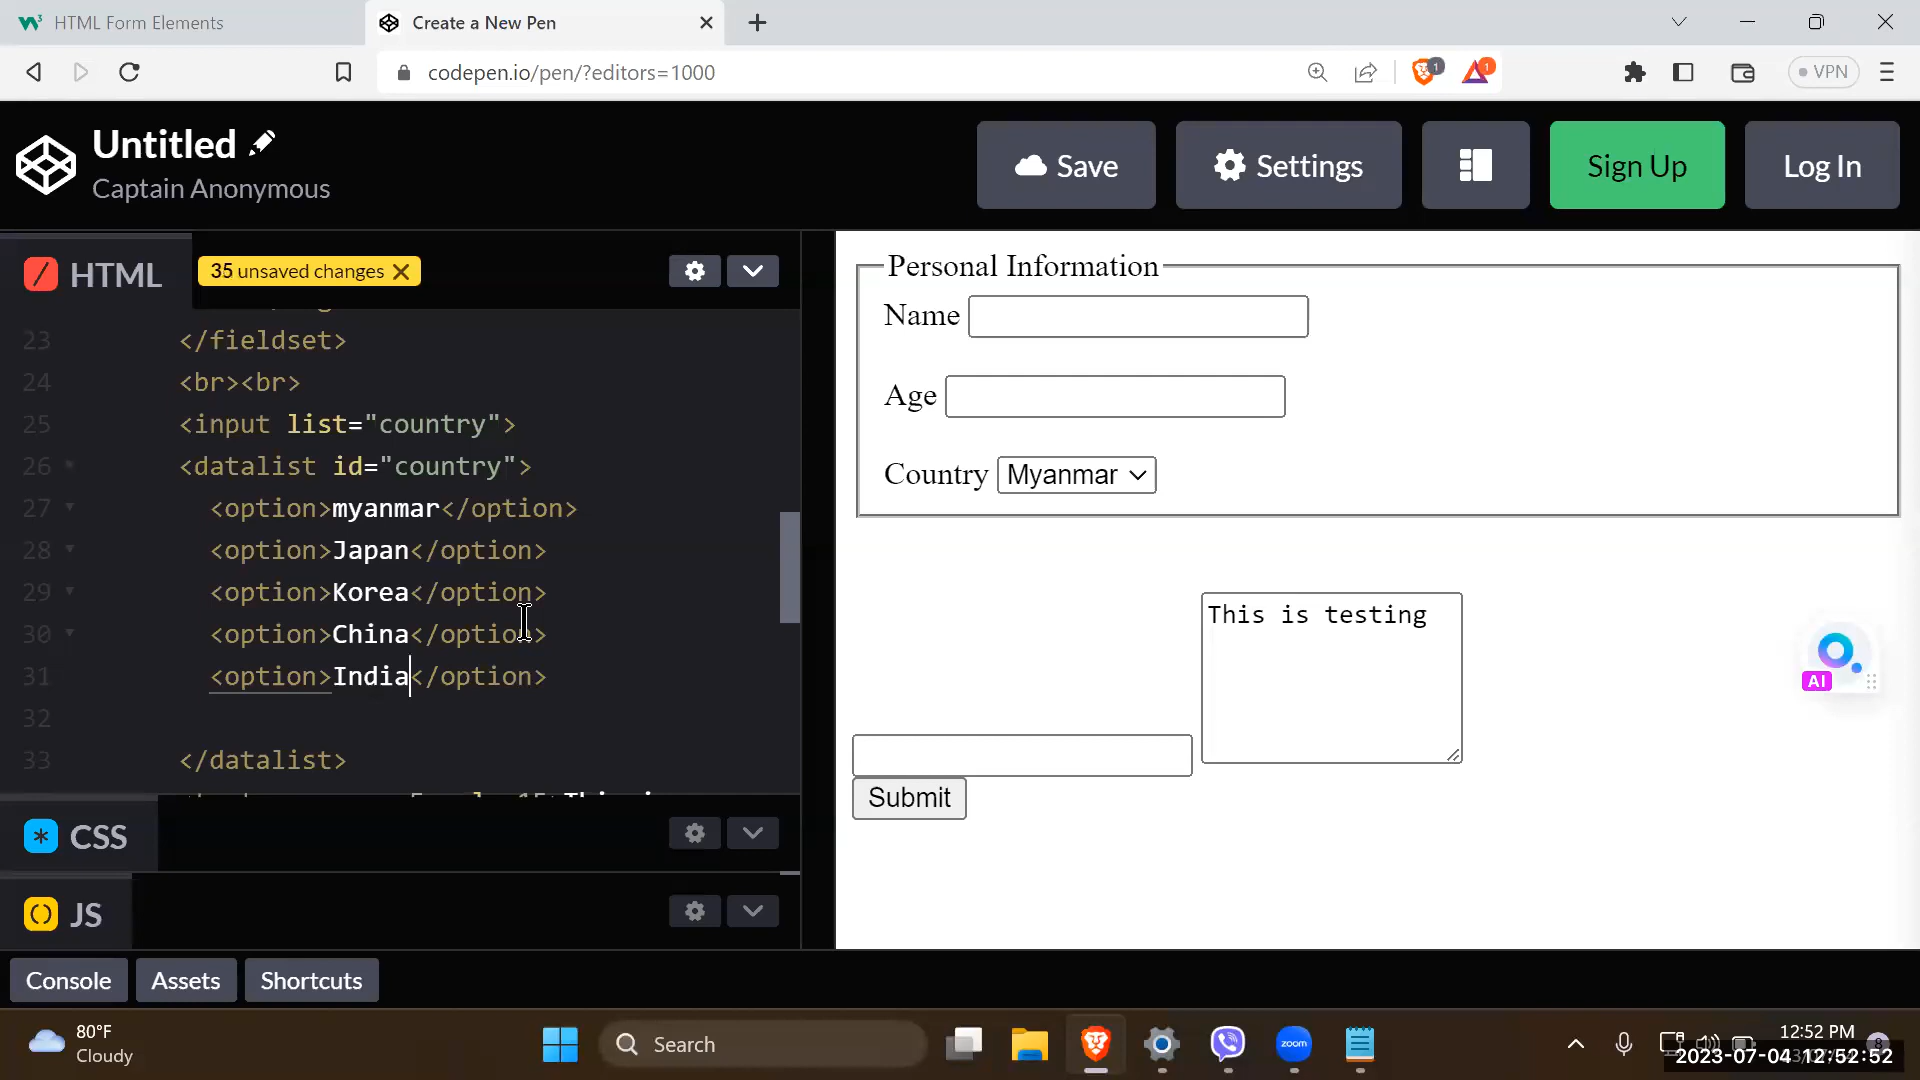 HTML Form Elements
Create a New Pen
codepen.io/pen/?editors=1000
1
1
VPN
Untitled
Captain Anonymous
Save
Settings
Sign Up
Log In
HTML
35 unsaved changes
23 </fieldset>
24 <br><br>
25 <input list="country">
26 <datalist id="country">
27 <option>myanmar</option>
28 <option>Japan</option>
29 <option>Korea</option>
30 <option>China</option>
31 <option>India</option>
32
33 </datalist>
CSS
JS
Personal Information
Name
Age
Country Myanmar
This is testing
Submit
AI
Console
Assets
Shortcuts
80°F
Cloudy
Search
zoom
12:52 PM
2023-07-04 12:52:52